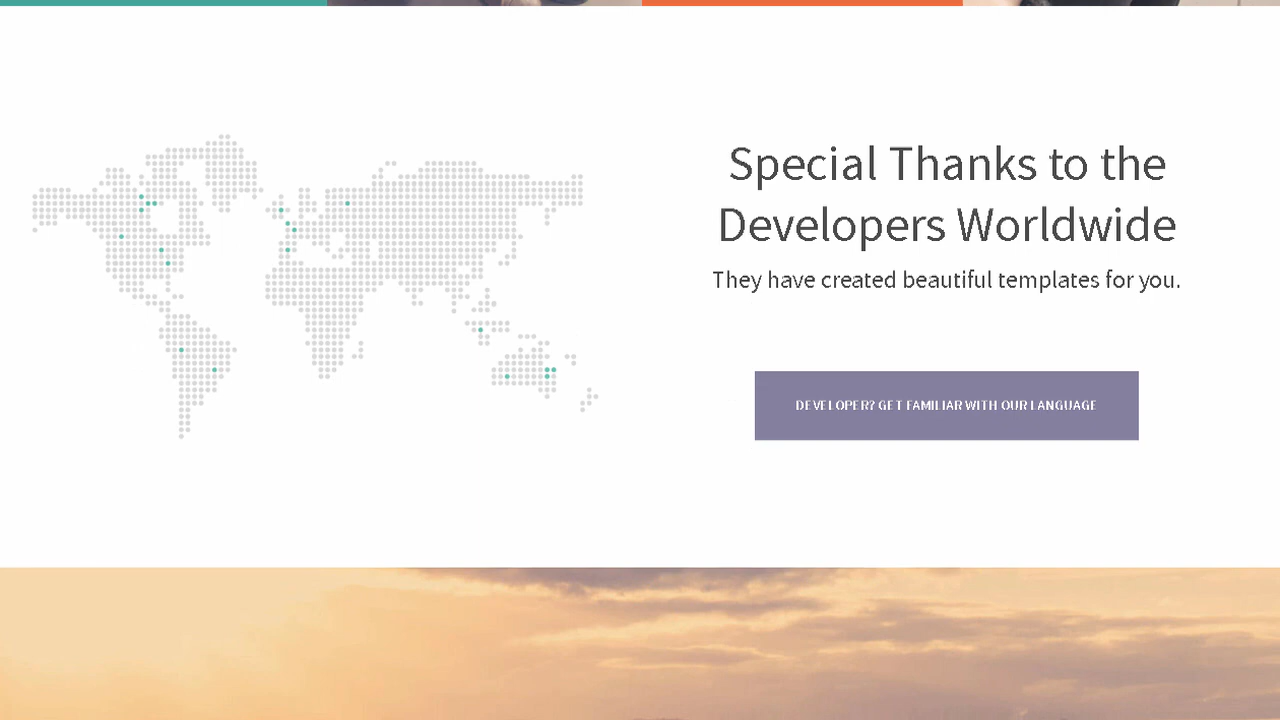 Special Thanks to the
Developers Worldwide
They have created beautiful templates for you.
DEVELOPER? GET FAMILIAR WITH OUR LANGUAGE